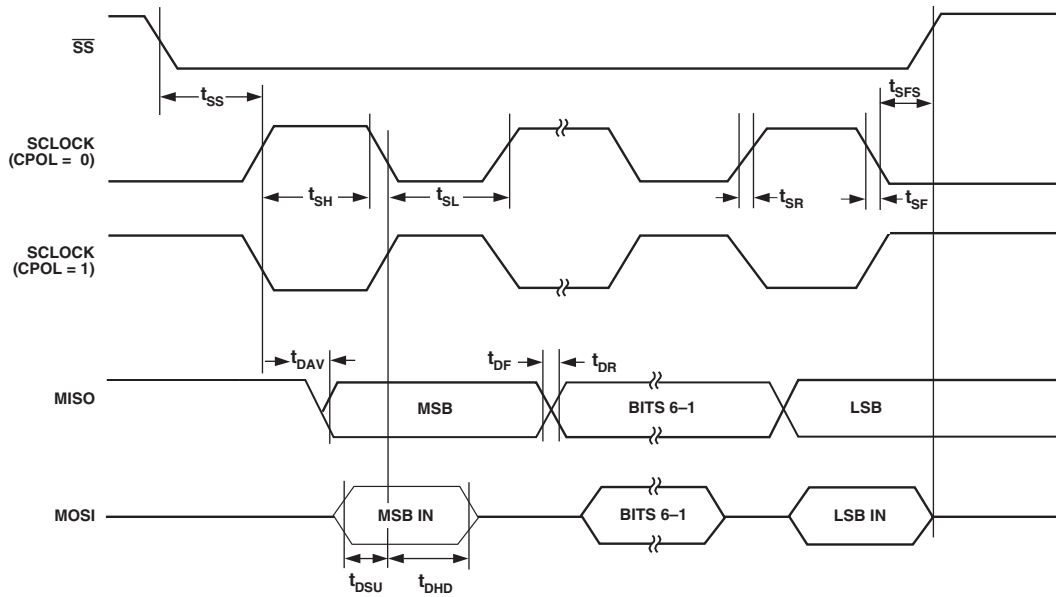 SS
tSS
tSFS
SCLOCK
(CPOL = 0)
tSH
tSL
tSR
tSF
SCLOCK
(CPOL = 1)
tDAV
tDF
tDR
MISO
MSB
BITS 6–1
LSB
MOSI
MSB IN
BITS 6–1
LSB IN
tDSU
tDHD